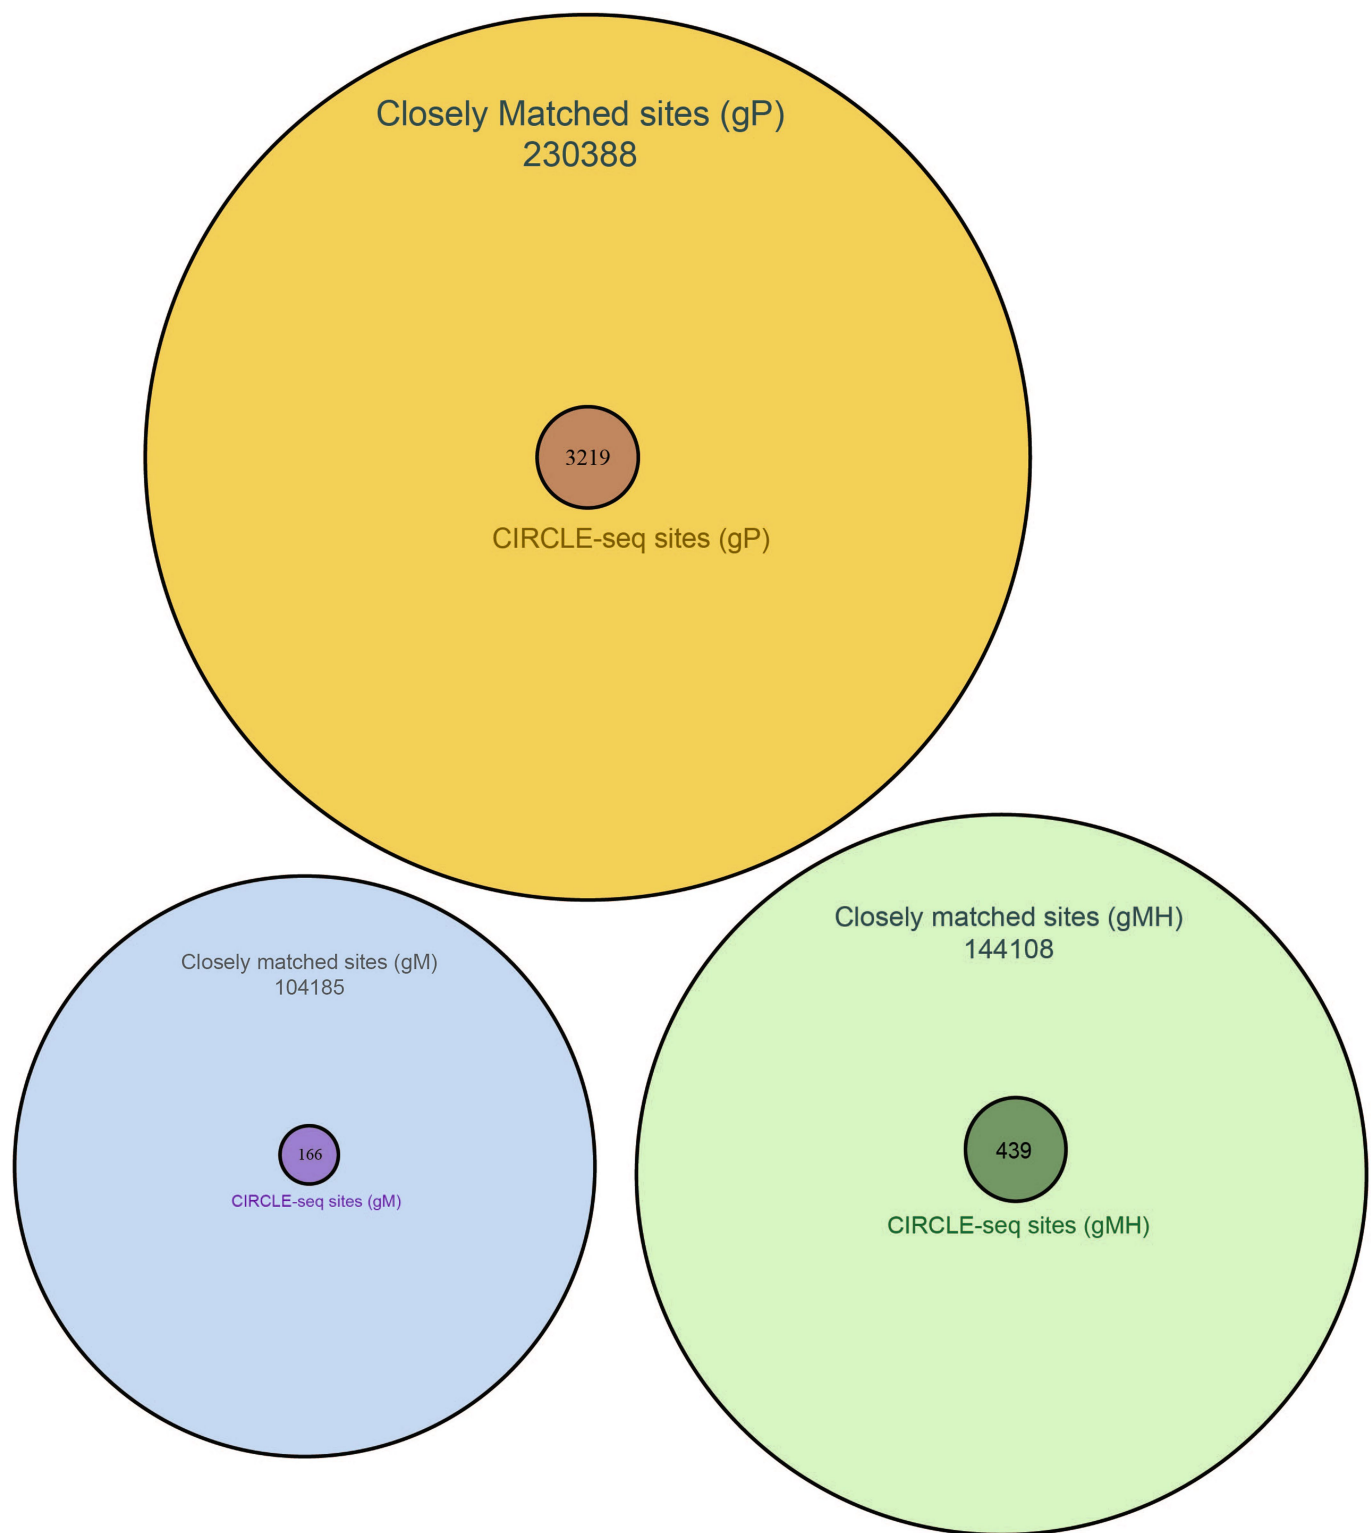 Closely Matched sites (gP)
230388
3219
CIRCLE-seq sites (gP)
Closely matched sites (gM)
104185
166
CIRCLE-seq sites (gM)
Closely matched sites (gMH)
144108
439
CIRCLE-seq sites (gMH)